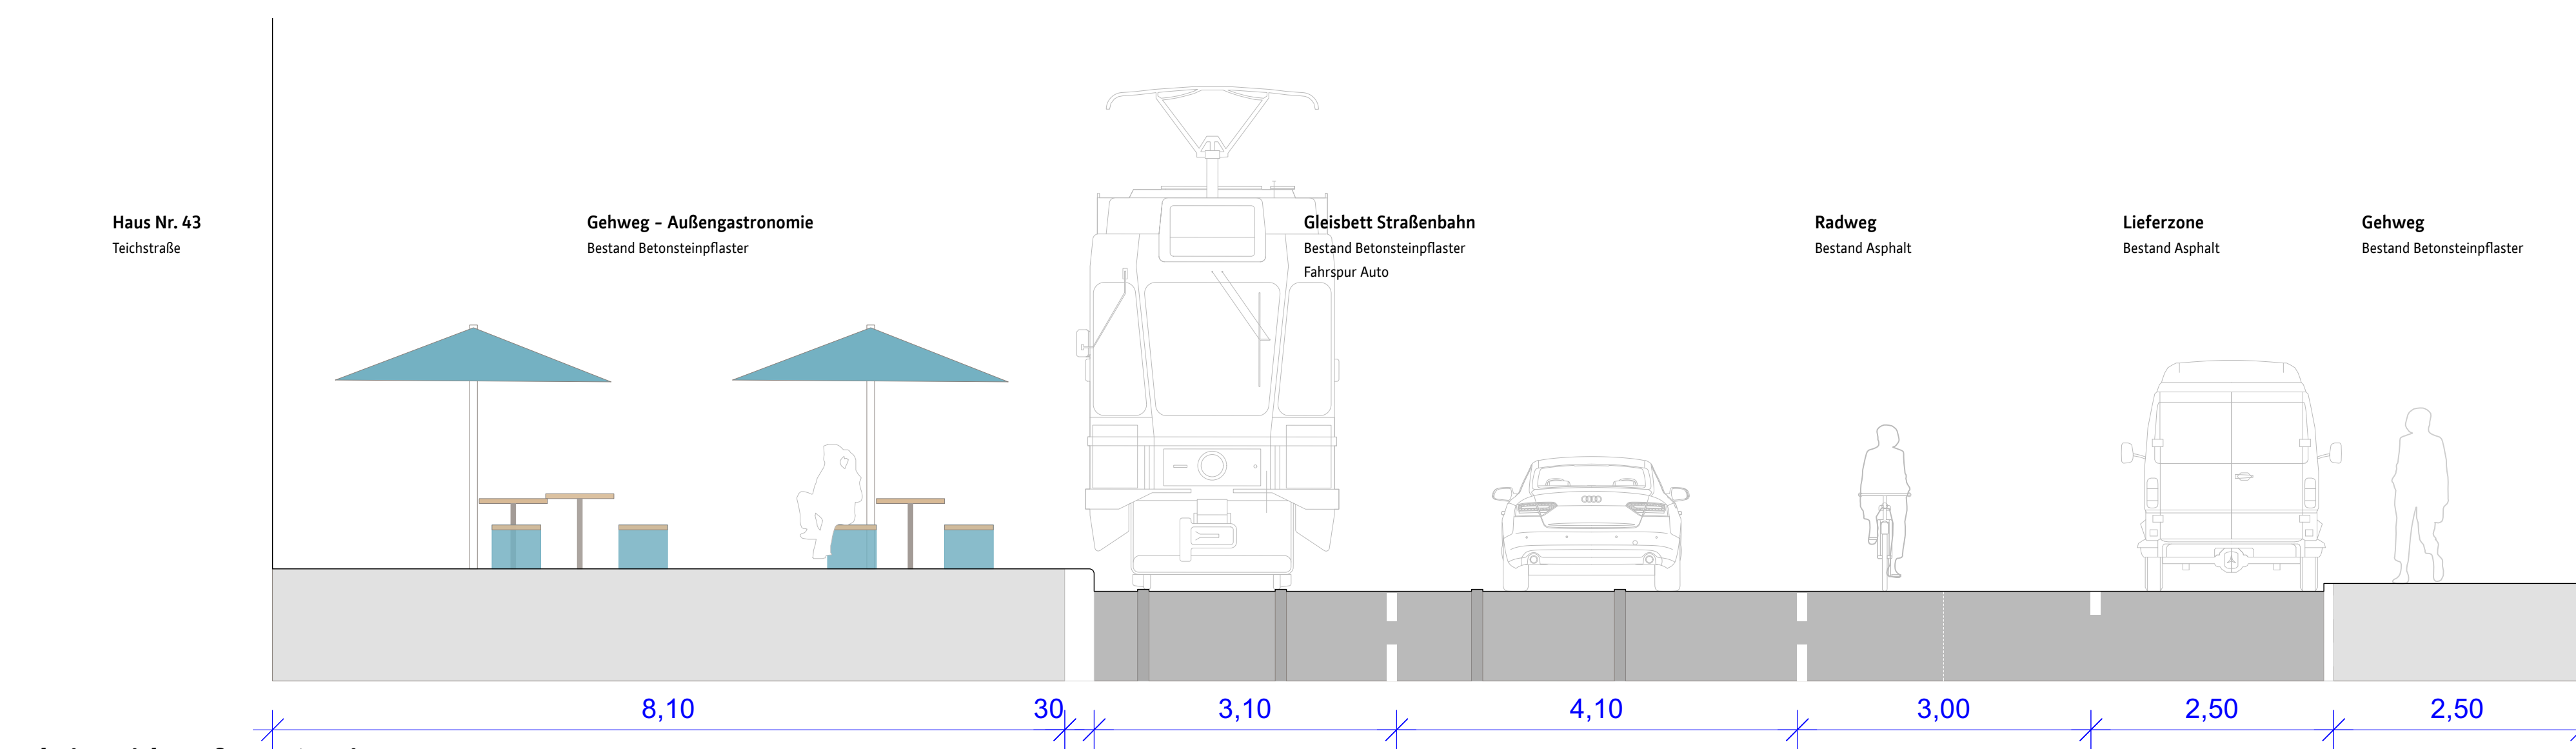 Haus Nr. 43
Teichstraße
Gehweg - Außengastronomie
Bestand Betonsteinpflaster
Gleisbett Straßenbahn
Bestand Betonsteinpflaster
Fahrspur Auto
Radweg
Bestand Asphalt
Lieferzone
Bestand Asphalt
Gehweg
Bestand Betonsteinpflaster
8,10 30 3,10 4,10 3,00 2,50 2,50